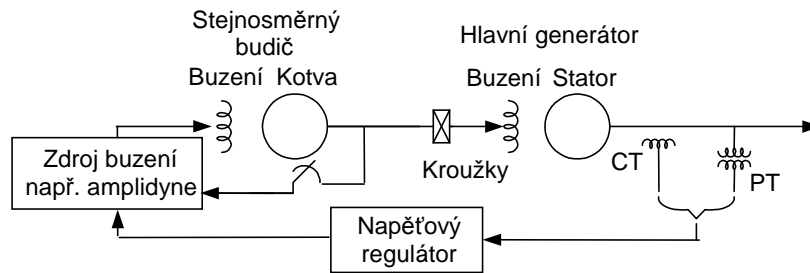 Stejnosměrný
budič
Buzení Kotva
Hlavní generátor
Buzení Stator
Zdroj buzení
např. amplidyne
Kroužky
CT
PT
Napěťový
regulátor